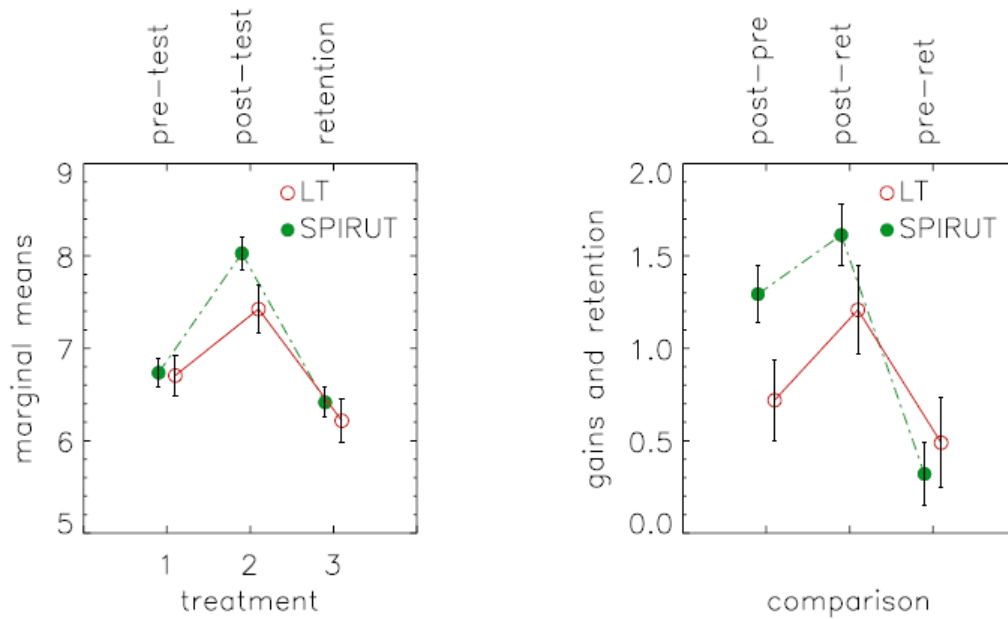 pre-test
post-test
retention
9
8
7
6
5
marginal means
LT
SPIRUT
1 2 3
treatment
post-pre
post-ret
pre-ret
2.0
1.5
1.0
0.5
0.0
gains and retention
LT
SPIRUT
comparison